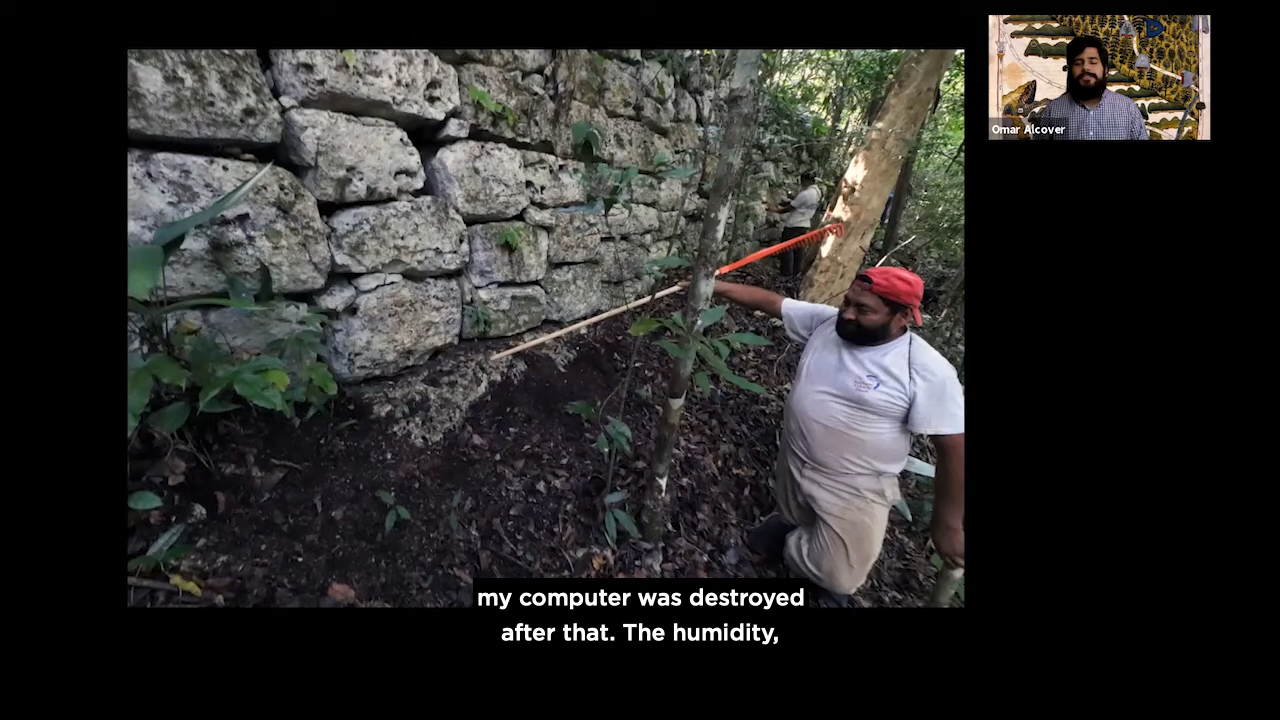 Omar Alcover
my computer was destroyed
after that. The humidity,